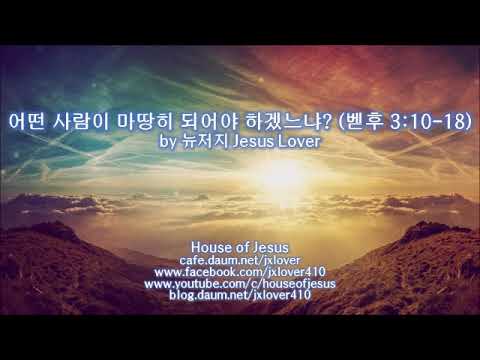 어떤 사람이 마땅히 되어야 하겠느냐? (벧후 3:10-18)
by 뉴저지 Jesus Lover
House of Jesus
cafe.daum.net/jxlover
www.facebook.com/jxlover410
www.youtube.com/c/houseofjesus
blog.daum.net/jxlover410